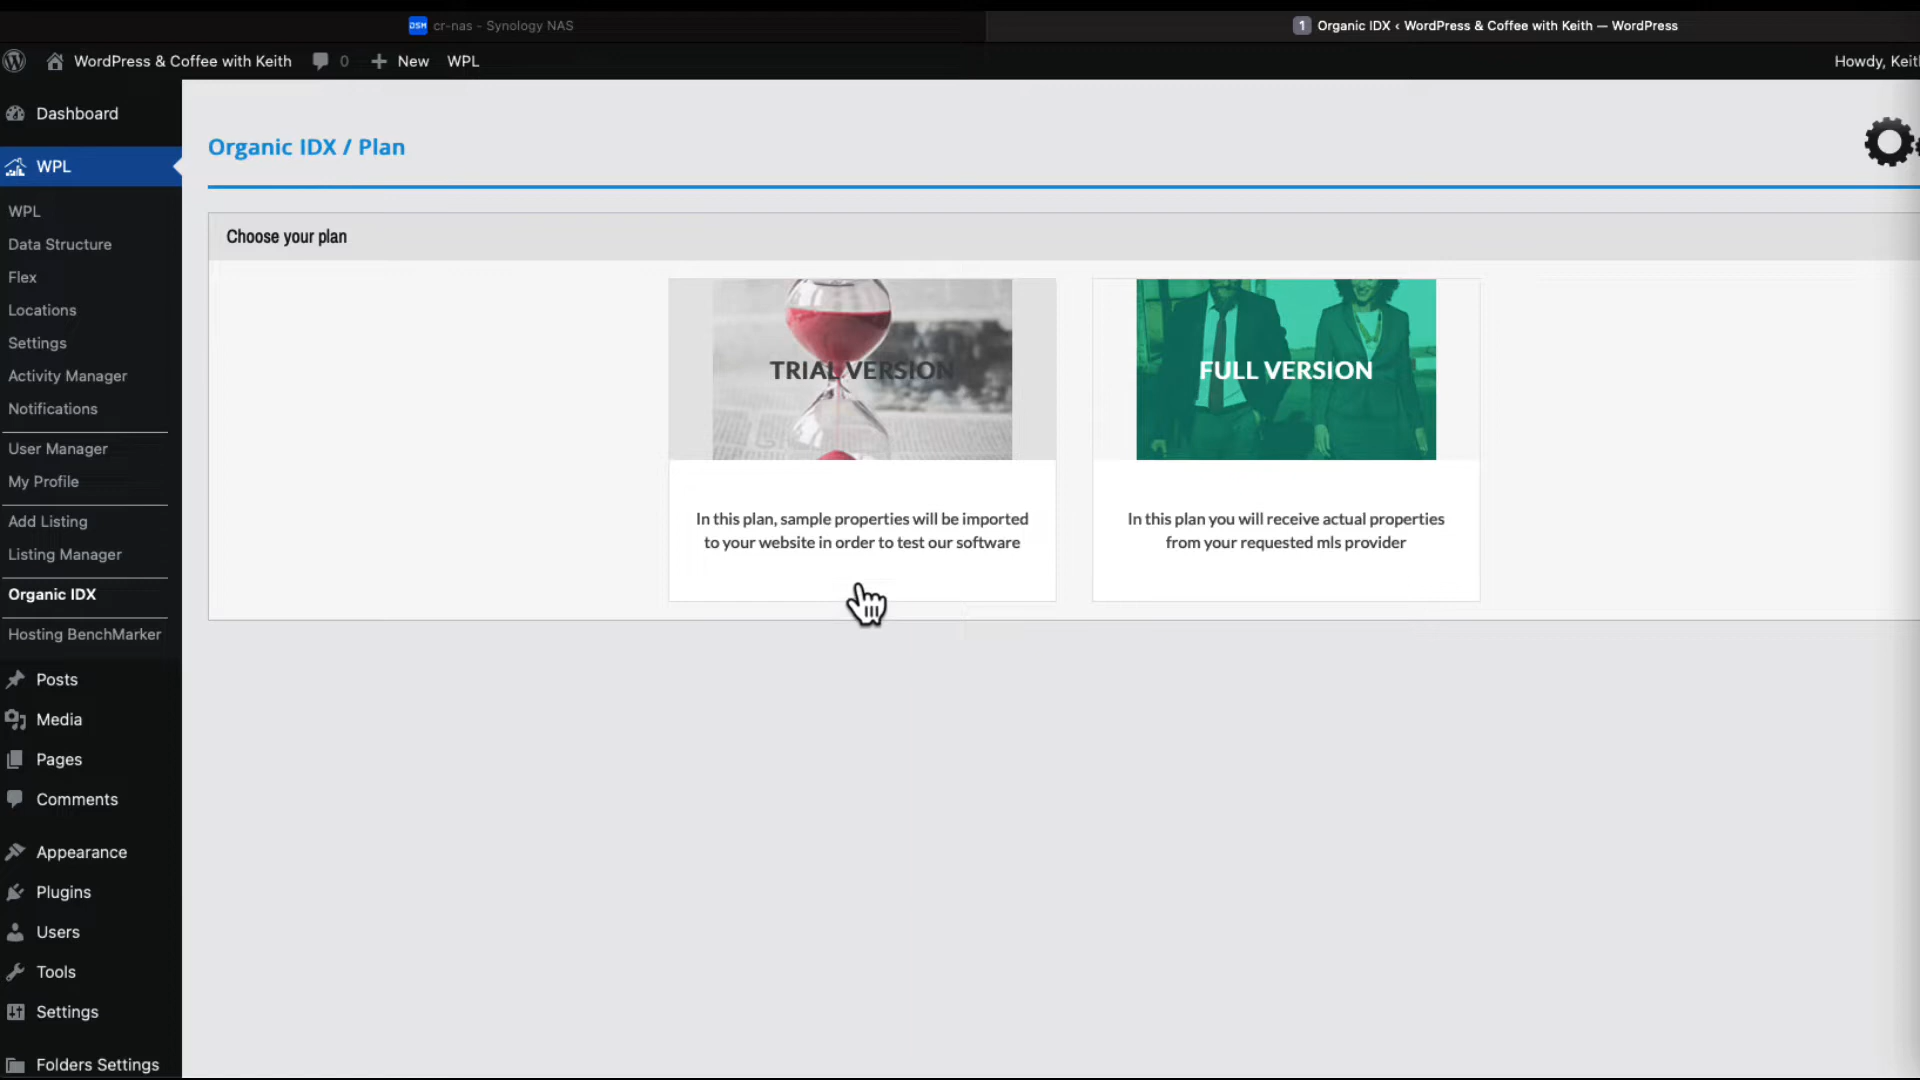 DSM cr-nas - Synology NAS
1 Organic IDX ‹ WordPress & Coffee with Keith — WordPress
WordPress & Coffee with Keith 0 New WPL
Howdy, Keit
Dashboard
WPL
WPL
Data Structure
Flex
Locations
Settings
Activity Manager
Notifications
User Manager
My Profile
Add Listing
Listing Manager
Organic IDX
Hosting BenchMarker
Posts
Media
Pages
Comments
Appearance
Plugins
Users
Tools
Settings
Folders Settings
Organic IDX / Plan
Choose your plan
TRIAL VERSION
In this plan, sample properties will be imported
to your website in order to test our software
FULL VERSION
In this plan you will receive actual properties
from your requested mls provider